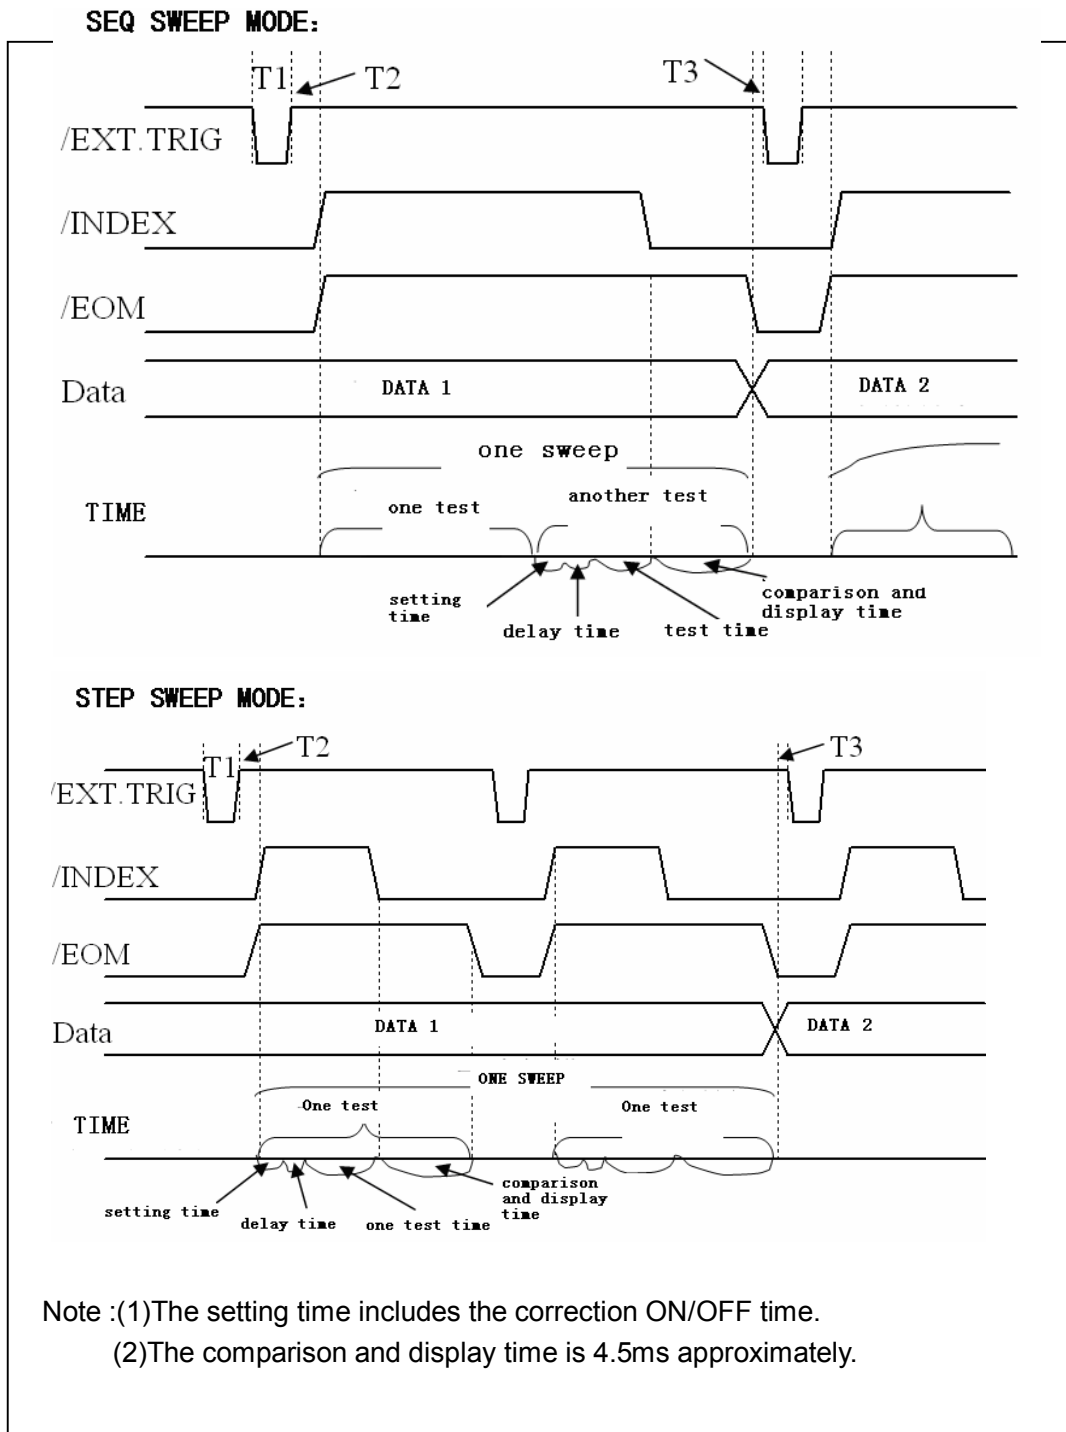 SEQ SWEEP MODE:
T1
T2
T3
/EXT.TRIG
/INDEX
/EOM
Data
DATA 1
DATA 2
one sweep
another test
one test
TIME
setting
time
delay time
test time
comparison and
display time
STEP SWEEP MODE:
T1
T2
T3
/EXT.TRIG
/INDEX
/EOM
Data
DATA 1
DATA 2
ONE SWEEP
One test
One test
TIME
setting time
delay time
one test time
comparison
and display
time
Note :(1)The setting time includes the correction ON/OFF time.
(2)The comparison and display time is 4.5ms approximately.